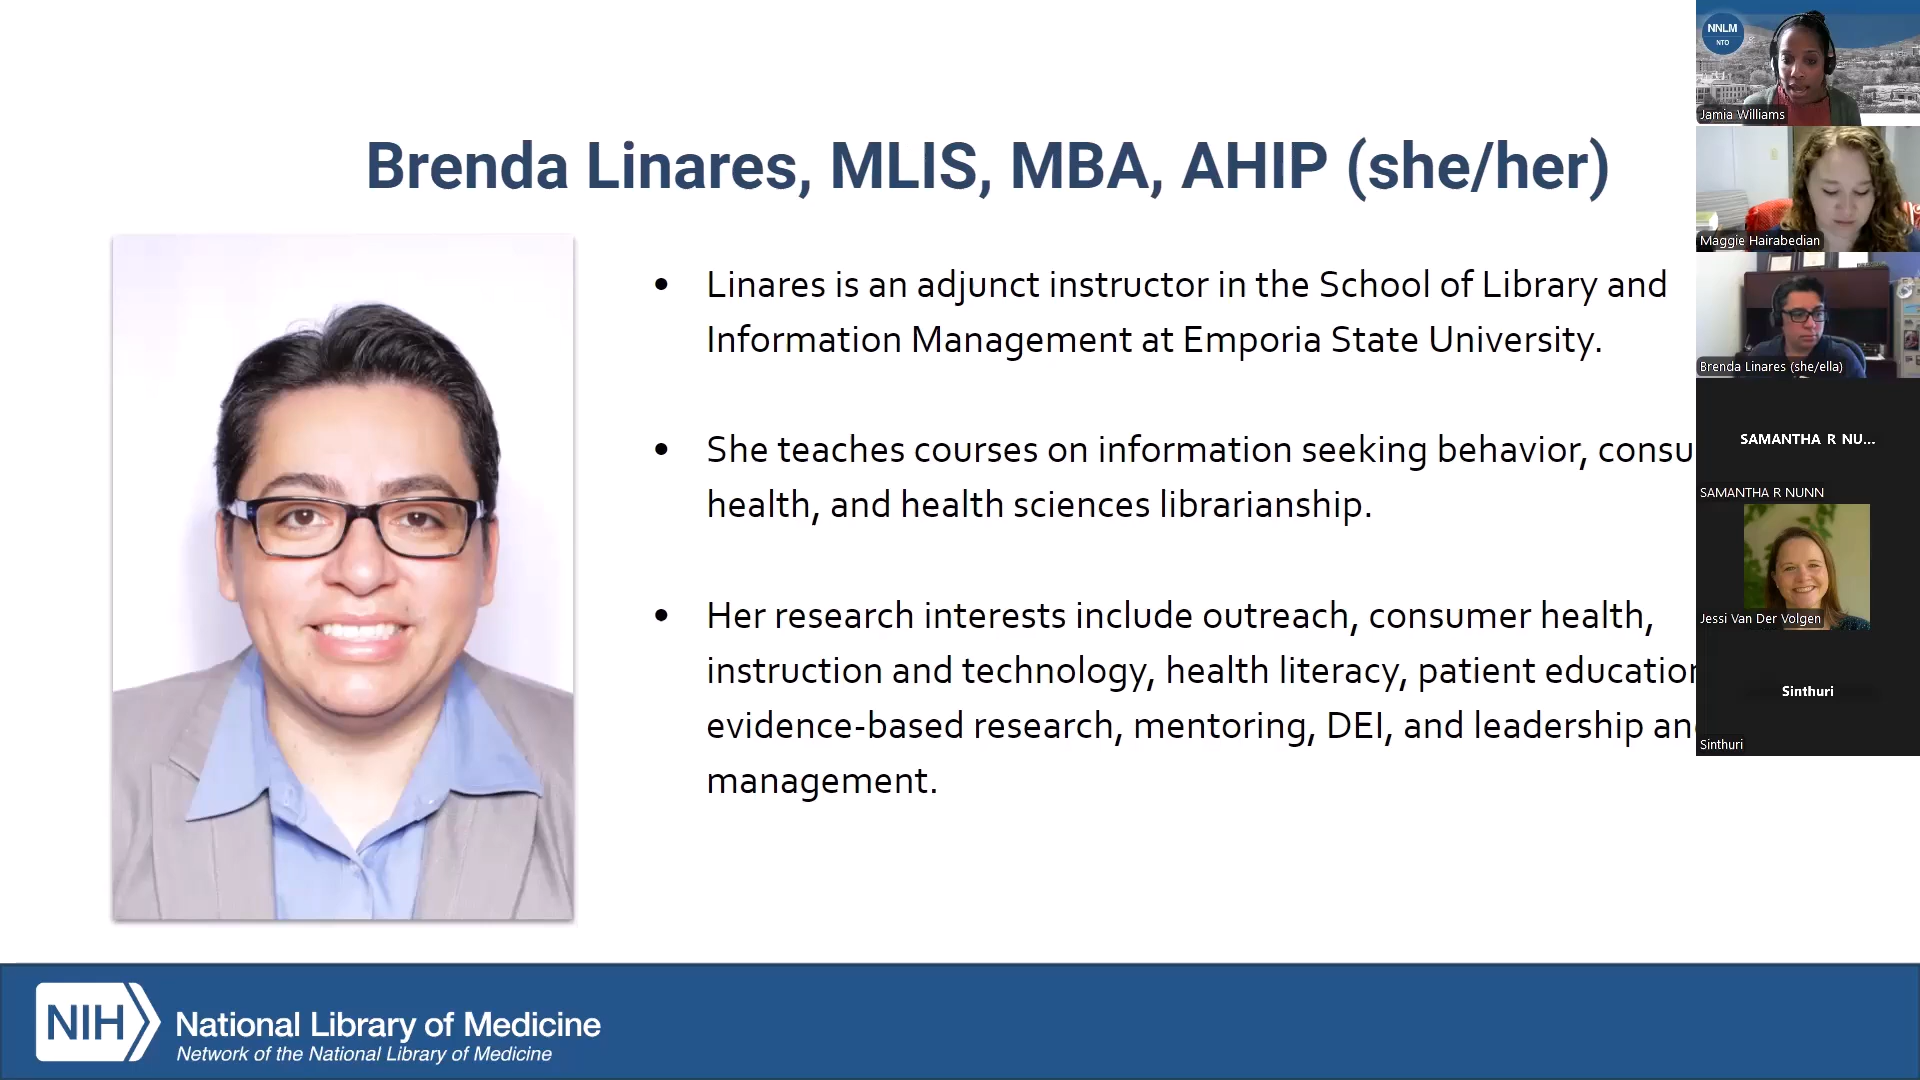 Brenda Linares, MLIS, MBA, AHIP (she/her)
• Linares is an adjunct instructor in the School of Library and
Information Management at Emporia State University.
• She teaches courses on information seeking behavior, consu
health, and health sciences librarianship.
• Her research interests include outreach, consumer health,
instruction and technology, health literacy, patient education
evidence-based research, mentoring, DEI, and leadership an
management.
NIH
National Library of Medicine
Network of the National Library of Medicine
NNLM
NTO
Jamia Williams
Maggie Hairabedian
Brenda Linares (she/ella)
SAMANTHA R NU...
SAMANTHA R NUNN
Jessi Van Der Volgen
Sinthuri
Sinthuri